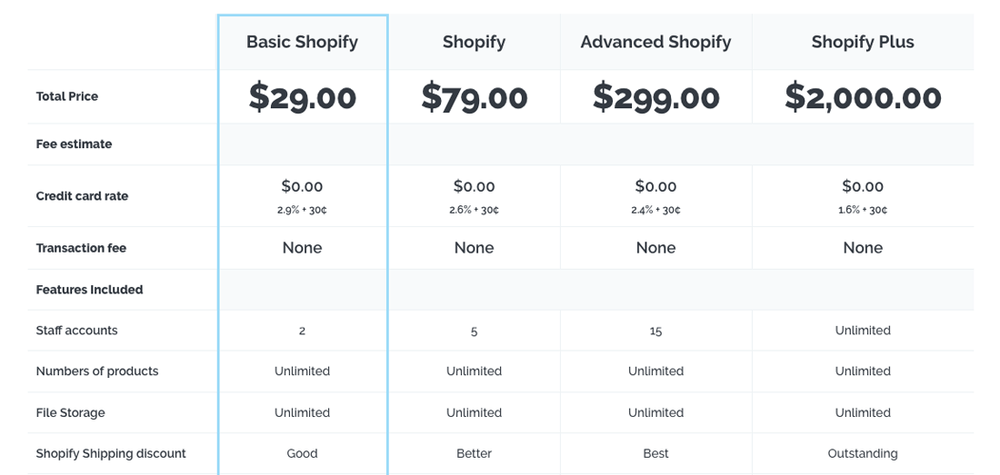 Basic Shopify Shopify Advanced Shopify Shopify Plus
Total Price $29.00 $79.00 $299.00 $2,000.00
Fee estimate
Credit card rate $0.00 $0.00 $0.00 $0.00
2.9% + 30¢ 2.6% + 30¢ 2.4% + 30¢ 1.6% + 30¢
Transaction fee None None None None
Features Included
Staff accounts 2 5 15 Unlimited
Numbers of products Unlimited Unlimited Unlimited Unlimited
File Storage Unlimited Unlimited Unlimited Unlimited
Shopify Shipping discount Good Better Best Outstanding